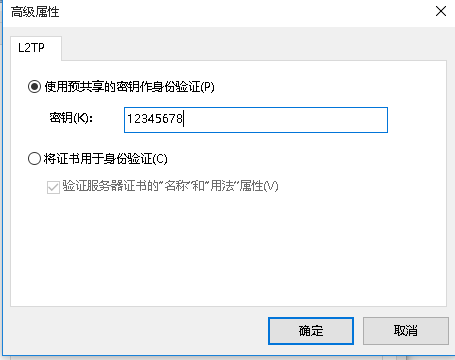 高级属性
L2TP
使用预共享的密钥作身份验证(P)
密钥(K): 12345678
将证书用于身份验证(C)
验证服务器证书的"名称"和"用法"属性(V)
确定 取消